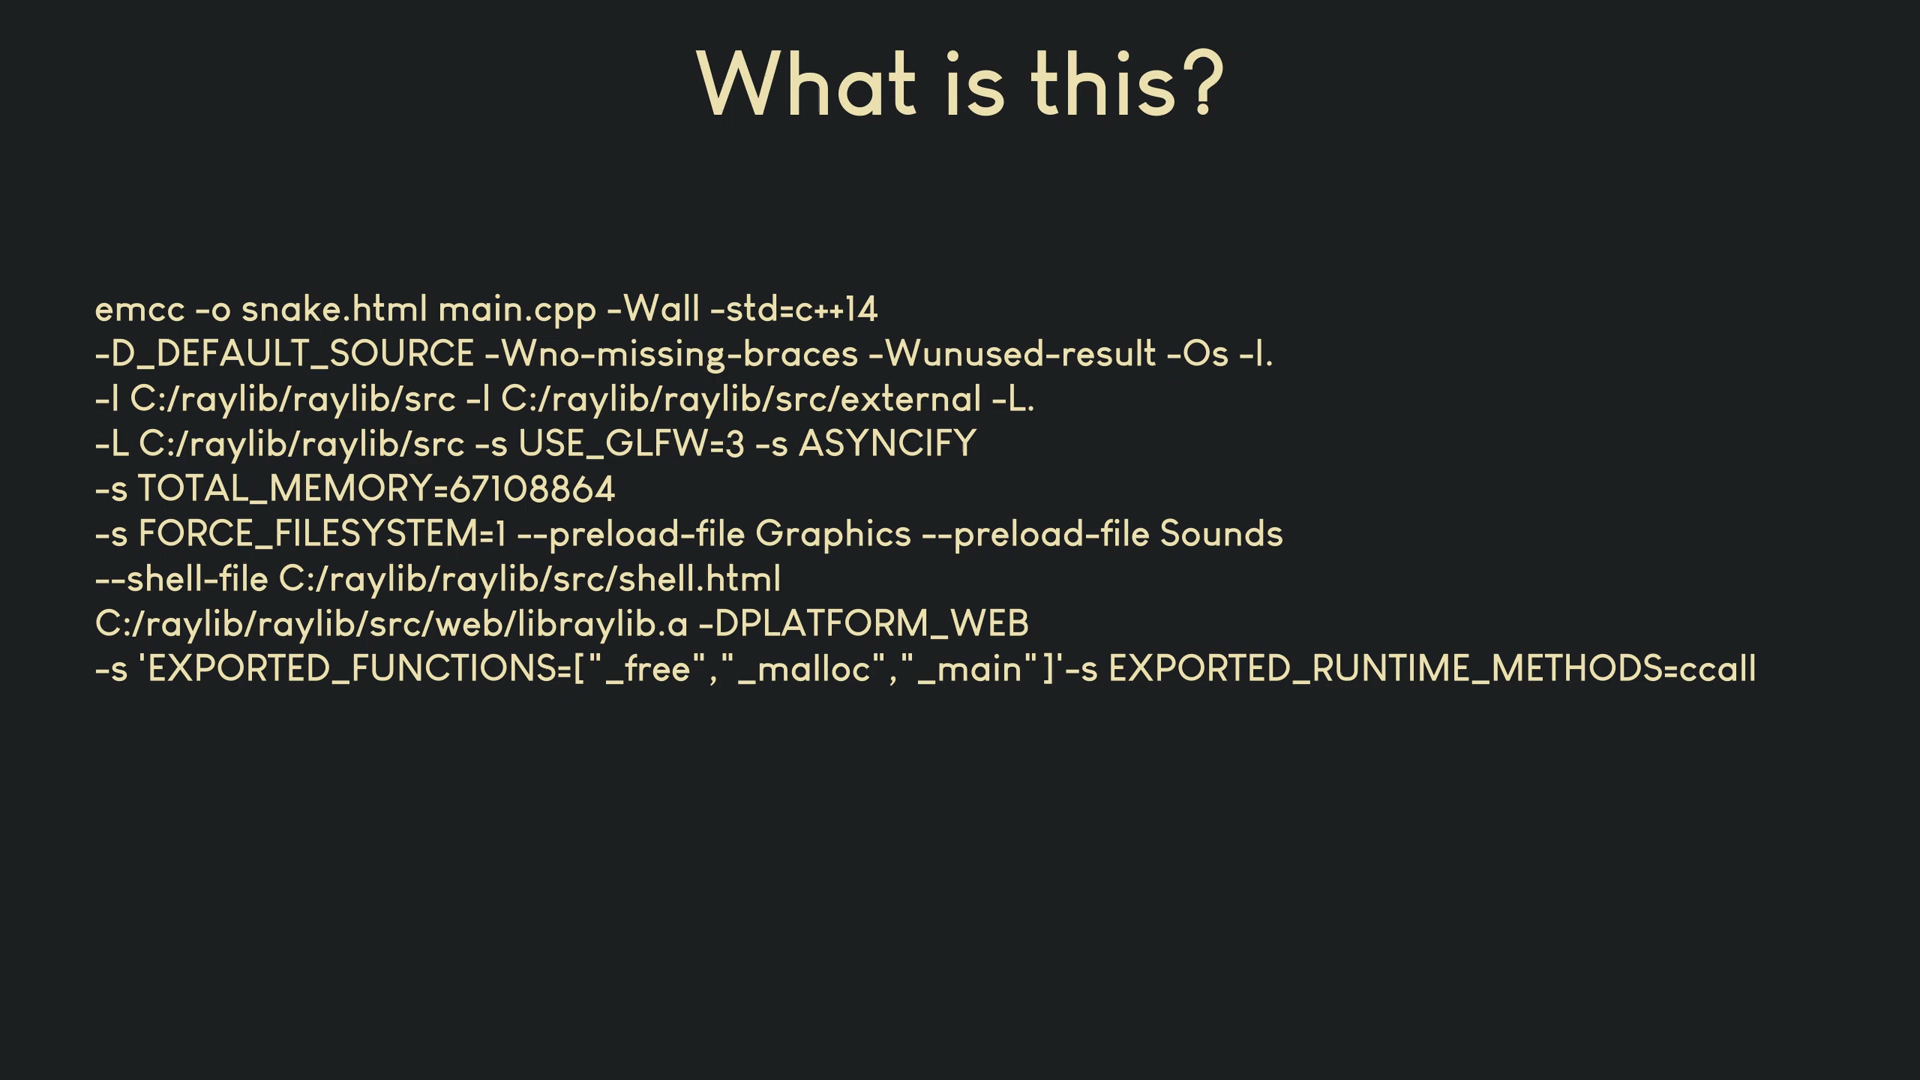 What is this?
emcc -o snake.html main.cpp -Wall -std=c++14
-D_DEFAULT_SOURCE -Wno-missing-braces -Wunused-result -Os -I.
-I C:/raylib/raylib/src -I C:/raylib/raylib/src/external -L.
-L C:/raylib/raylib/src -s USE_GLFW=3 -s ASYNCIFY
-s TOTAL_MEMORY=67108864
-s FORCE_FILESYSTEM=1 --preload-file Graphics --preload-file Sounds
--shell-file C:/raylib/raylib/src/shell.html
C:/raylib/raylib/src/web/libraylib.a -DPLATFORM_WEB
-s 'EXPORTED_FUNCTIONS=["_free","_malloc","_main"]'-s EXPORTED_RUNTIME_METHODS=ccall